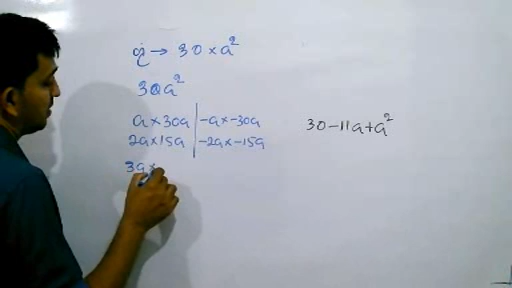 → 30 × a²
30a²
a × 30a | -a × -30a
2a × 15a | -2a × -15a
3a ×
30 - 11a + a²